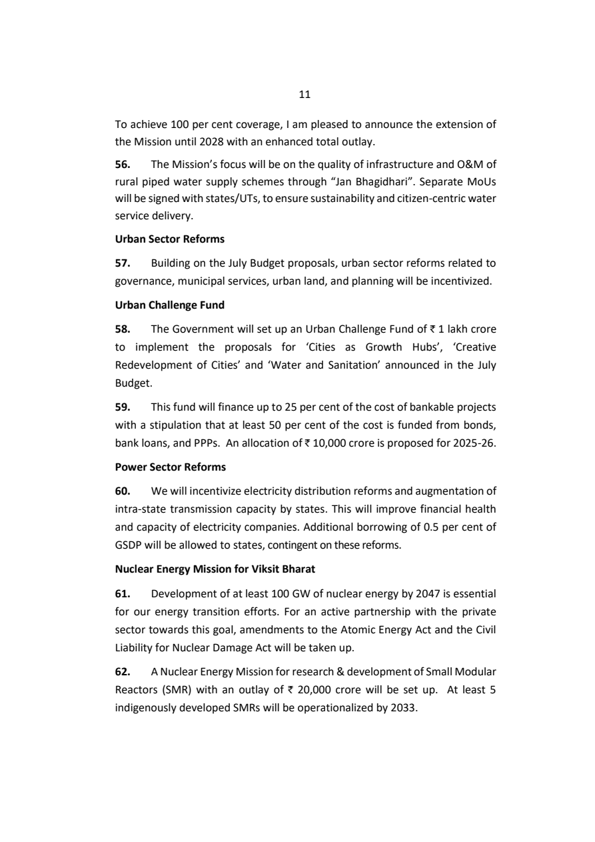 11
To achieve 100 per cent coverage, I am pleased to announce the extension of
the Mission until 2028 with an enhanced total outlay.
56. The Mission’s focus will be on the quality of infrastructure and O&M of
rural piped water supply schemes through “Jan Bhagidhari”. Separate MoUs
will be signed with states/UTs, to ensure sustainability and citizen-centric water
service delivery.
Urban Sector Reforms
57. Building on the July Budget proposals, urban sector reforms related to
governance, municipal services, urban land, and planning will be incentivized.
Urban Challenge Fund
58. The Government will set up an Urban Challenge Fund of ₹ 1 lakh crore
to implement the proposals for ‘Cities as Growth Hubs’, ‘Creative
Redevelopment of Cities’ and ‘Water and Sanitation’ announced in the July
Budget.
59. This fund will finance up to 25 per cent of the cost of bankable projects
with a stipulation that at least 50 per cent of the cost is funded from bonds,
bank loans, and PPPs. An allocation of ₹ 10,000 crore is proposed for 2025-26.
Power Sector Reforms
60. We will incentivize electricity distribution reforms and augmentation of
intra-state transmission capacity by states. This will improve financial health
and capacity of electricity companies. Additional borrowing of 0.5 per cent of
GSDP will be allowed to states, contingent on these reforms.
Nuclear Energy Mission for Viksit Bharat
61. Development of at least 100 GW of nuclear energy by 2047 is essential
for our energy transition efforts. For an active partnership with the private
sector towards this goal, amendments to the Atomic Energy Act and the Civil
Liability for Nuclear Damage Act will be taken up.
62. A Nuclear Energy Mission for research & development of Small Modular
Reactors (SMR) with an outlay of ₹ 20,000 crore will be set up. At least 5
indigenously developed SMRs will be operationalized by 2033.